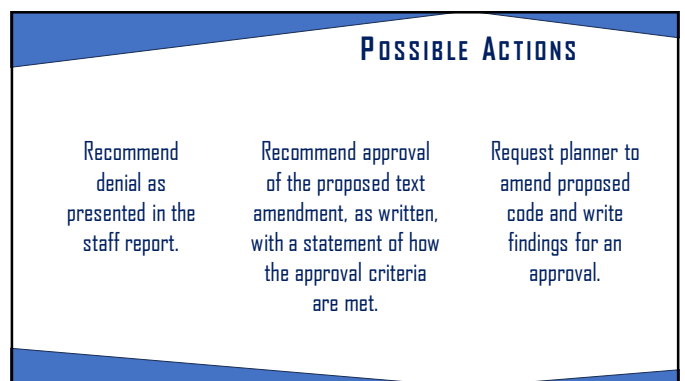 Possible Actions
Recommend
denial as
presented in the
staff report.
Recommend approval
of the proposed text
amendment, as written,
with a statement of how
the approval criteria
are met.
Request planner to
amend proposed
code and write
findings for an
approval.